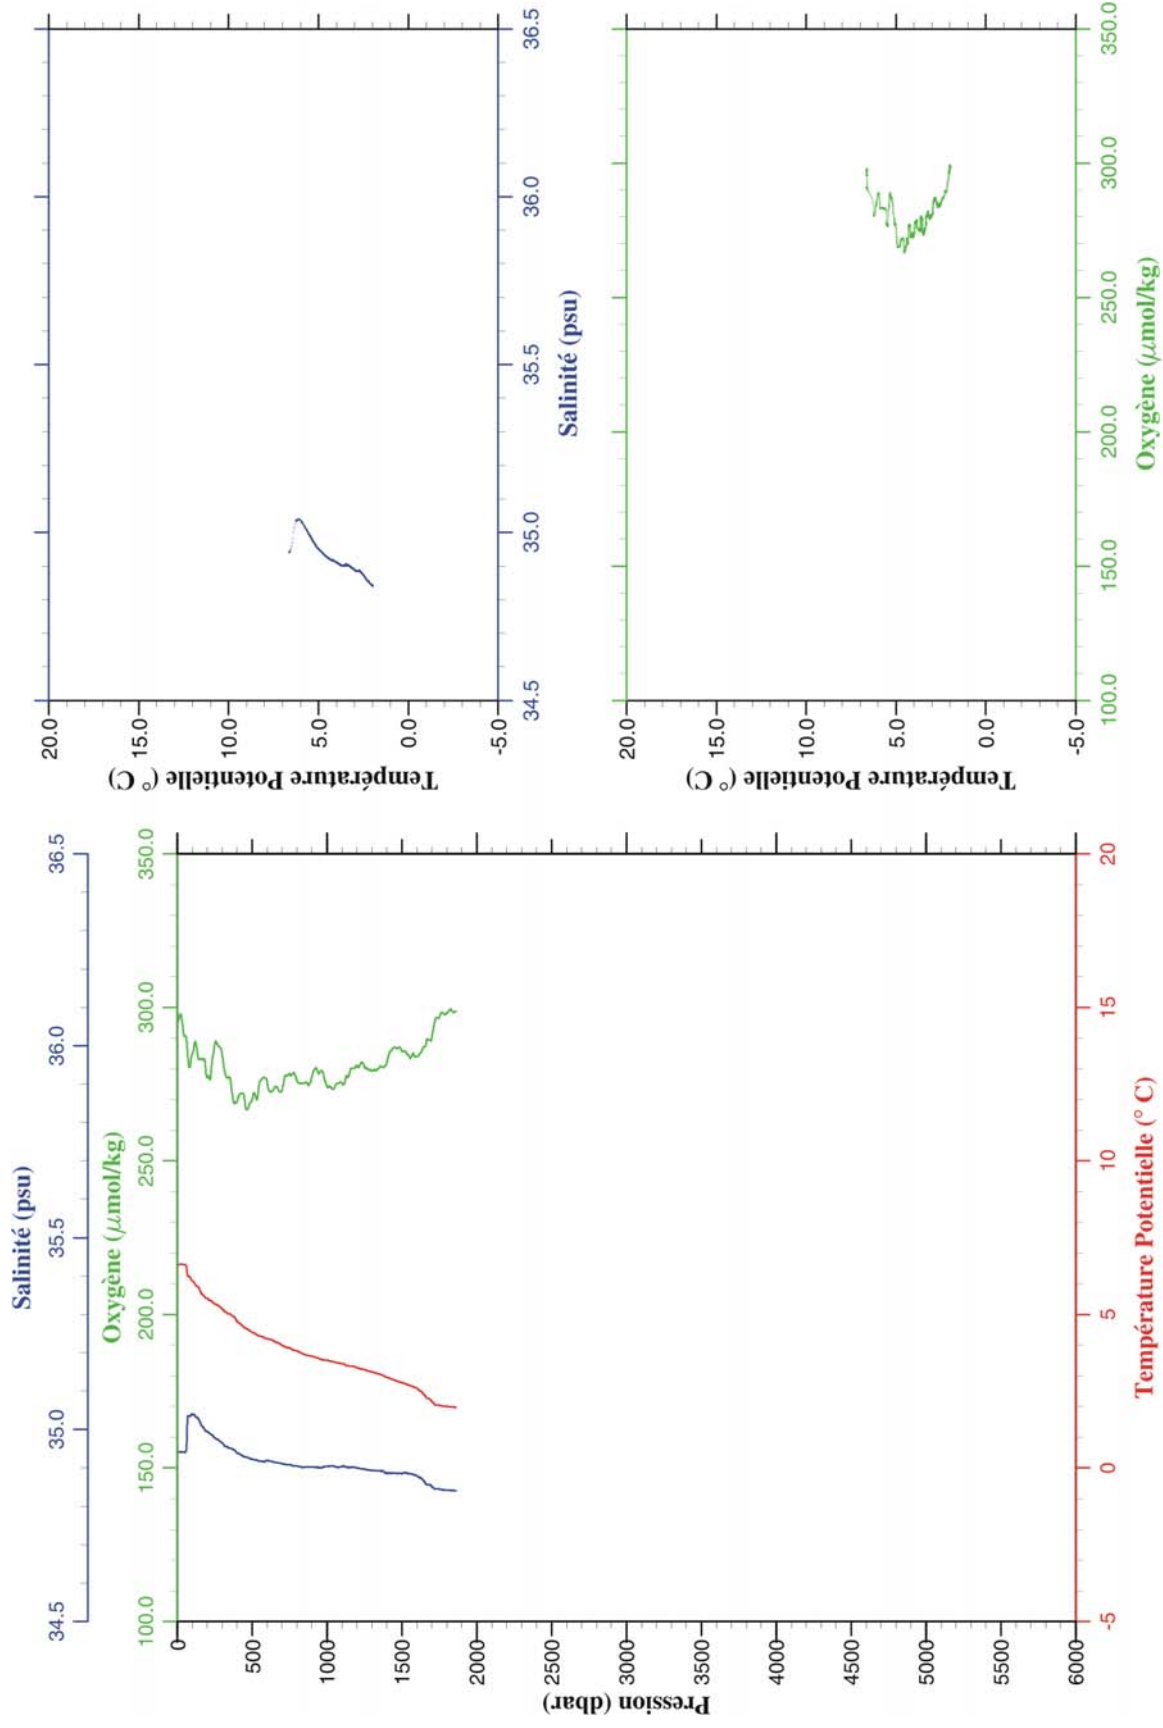 Salinité (psu)
34.5 35.0 35.5 36.0 36.5
Oxygène (μmol/kg)
100.0 150.0 200.0 250.0 300.0 350.0
Pression (dbar)
0
500
1000
1500
2000
2500
3000
3500
4000
4500
5000
5500
6000
-5 0 5 10 15 20
Température Potentielle (° C)
Température Potentielle (° C)
20.0
15.0
10.0
5.0
0.0
-5.0
34.5 35.0 35.5 36.0 36.5
Salinité (psu)
Température Potentielle (° C)
20.0
15.0
10.0
5.0
0.0
-5.0
100.0 150.0 200.0 250.0 300.0 350.0
Oxygène (μmol/kg)